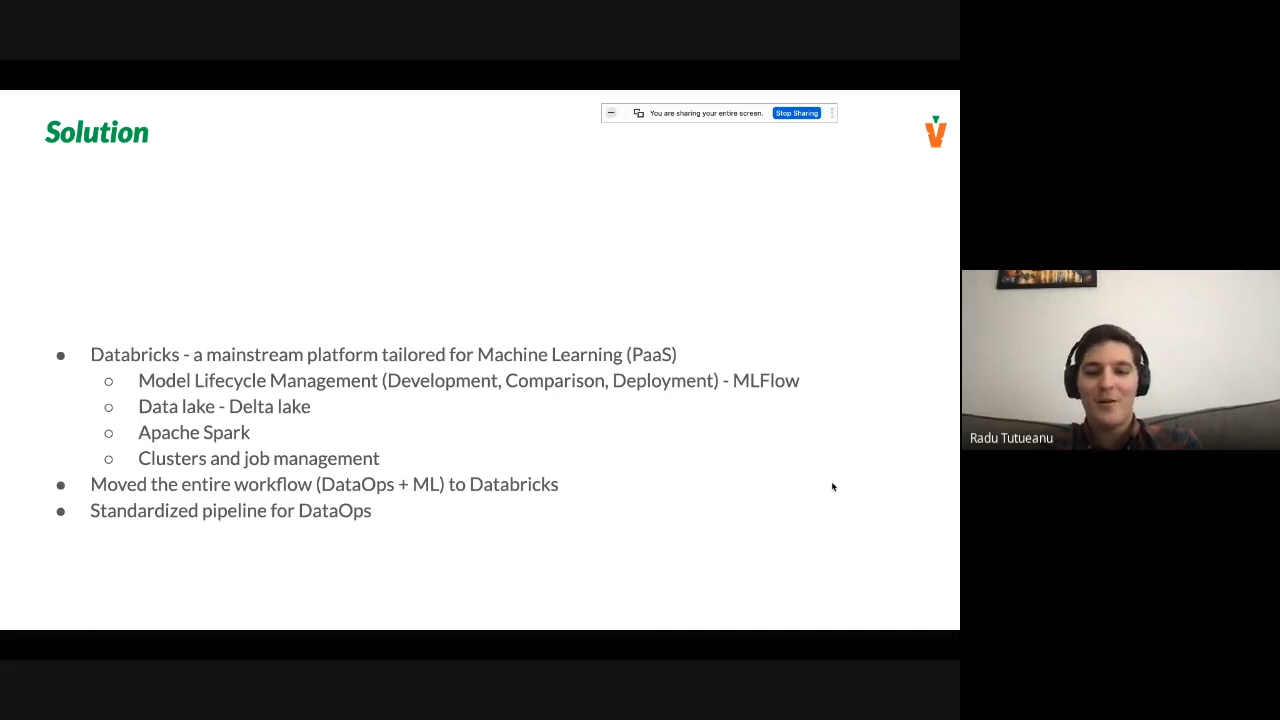 Solution
You are sharing your entire screen.
Stop Sharing
● Databricks - a mainstream platform tailored for Machine Learning (PaaS)
○ Model Lifecycle Management (Development, Comparison, Deployment) - MLFlow
○ Data lake - Delta lake
○ Apache Spark
○ Clusters and job management
● Moved the entire workflow (DataOps + ML) to Databricks
● Standardized pipeline for DataOps
Radu Tutueanu